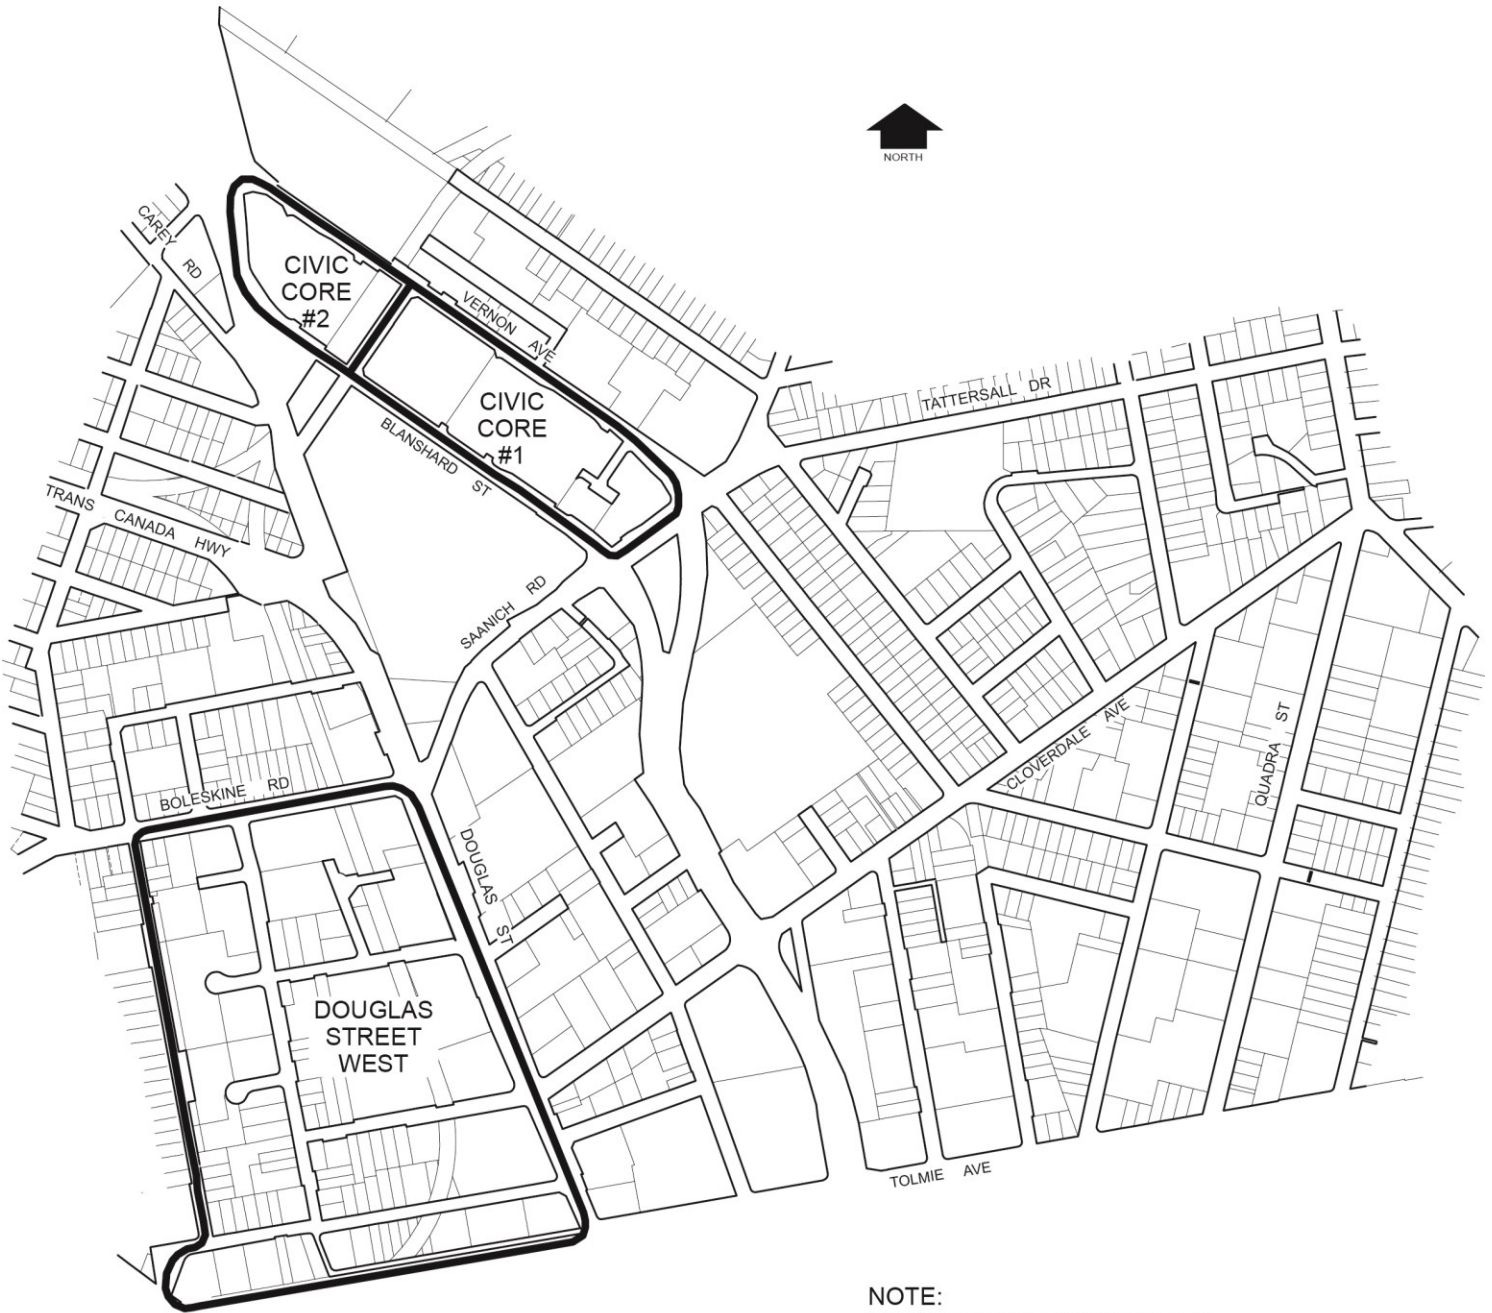 NORTH
CAREY
RD
CIVIC
CORE
#2
VERNON AVE
CIVIC
CORE
#1
BLANSHARD ST
TATTERSALL DR
TRANS CANADA HWY
SAANICH RD
CLOVERDALE AVE
QUADRA ST
BOLESKINE RD
DOUGLAS ST
DOUGLAS
STREET
WEST
TOLMIE AVE
NOTE: